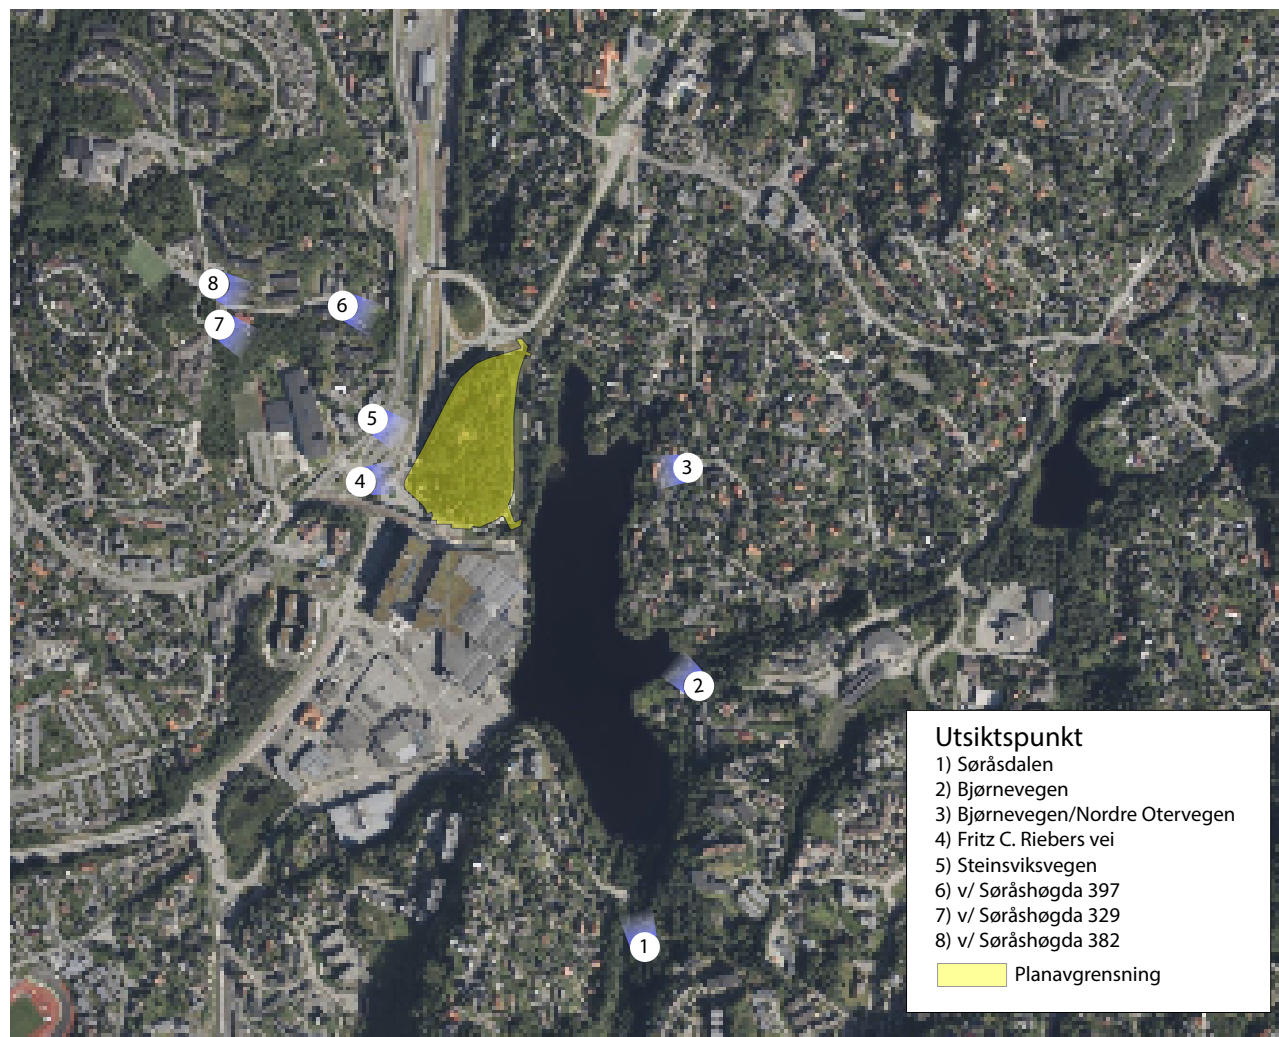 8
6
7
5
3
4
2
1
Utsiktspunkt
1) Søråsdalen
2) Bjørnevegen
3) Bjørnevegen/Nordre Otervegen
4) Fritz C. Riebers vei
5) Steinsviksvegen
6) v/ Søråshøgda 397
7) v/ Søråshøgda 329
8) v/ Søråshøgda 382
Planavgrensning